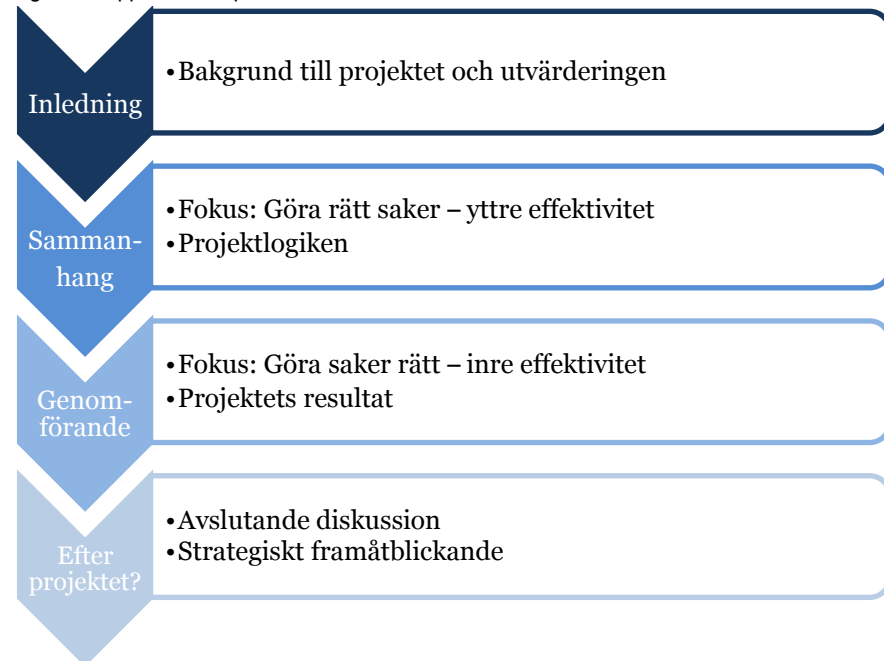 Inledning
•Bakgrund till projektet och utvärderingen
Samman-
hang
•Fokus: Göra rätt saker – yttre effektivitet
•Projektlogiken
Genom-
förande
•Fokus: Göra saker rätt – inre effektivitet
•Projektets resultat
Efter
projektet?
•Avslutande diskussion
•Strategiskt framåtblickande